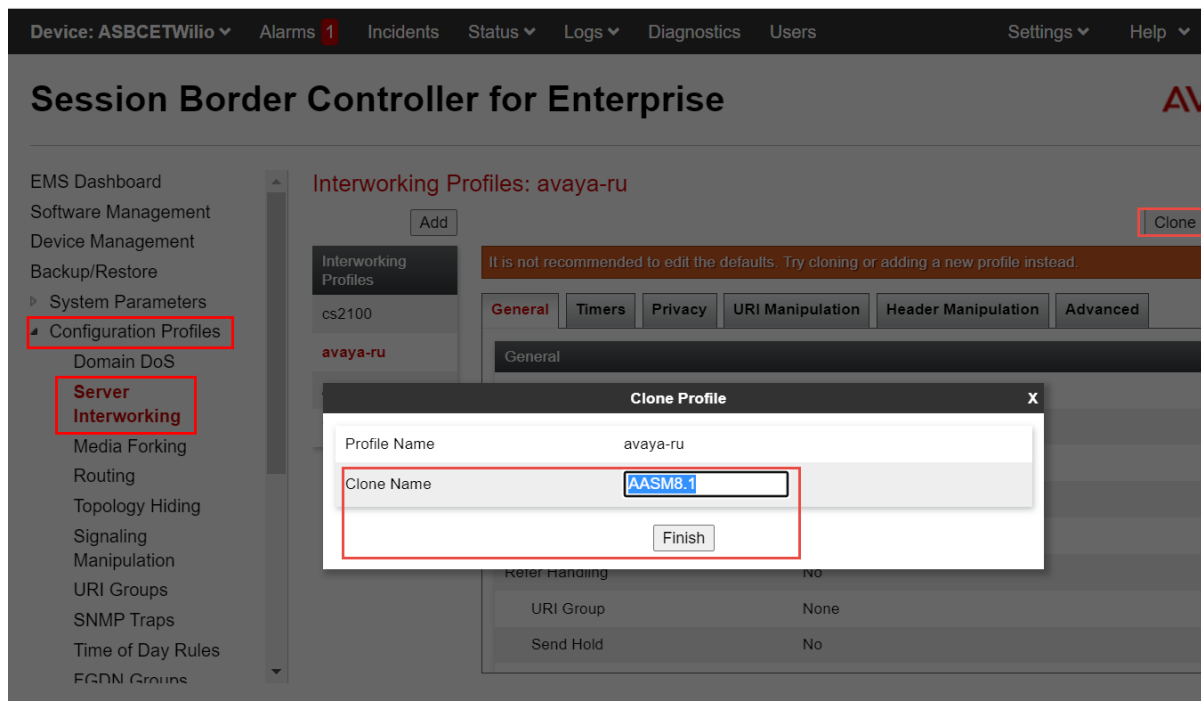 Device: ASBCETWilio Alarms 1 Incidents Status Logs Diagnostics Users Settings Help
Session Border Controller for Enterprise
EMS Dashboard
Software Management
Device Management
Backup/Restore
System Parameters
Configuration Profiles
Domain DoS
Server
Interworking
Media Forking
Routing
Topology Hiding
Signaling
Manipulation
URI Groups
SNMP Traps
Time of Day Rules
FGDN Groups
Interworking Profiles: avaya-ru
Add
Clone
Interworking
Profiles
cs2100
avaya-ru
It is not recommended to edit the defaults. Try cloning or adding a new profile instead.
General Timers Privacy URI Manipulation Header Manipulation Advanced
General
Clone Profile X
Profile Name avaya-ru
Clone Name AASM8.1
Finish
Refer Handling No
URI Group None
Send Hold No